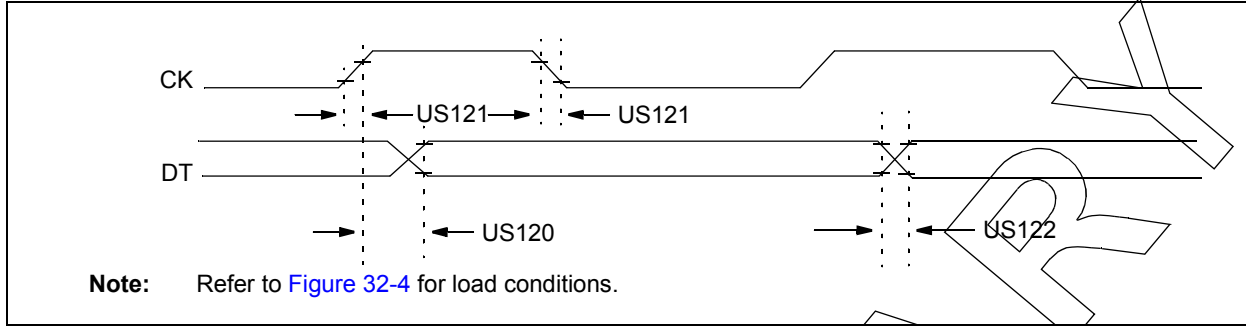 CK
US121 US121
DT
US120 US122
Note: Refer to Figure 32-4 for load conditions.